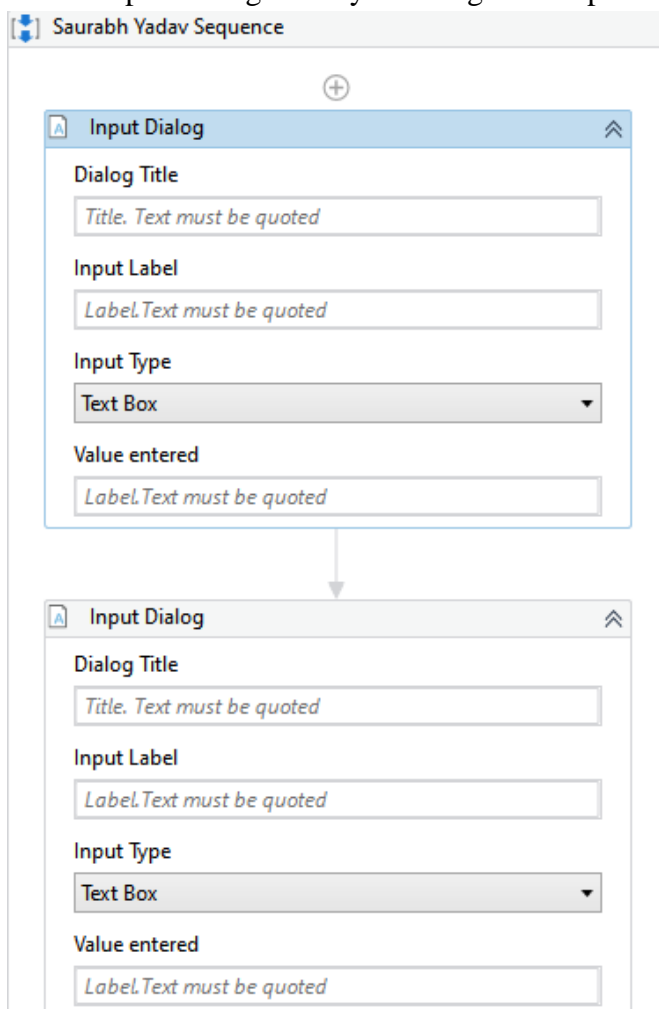 Saurabh Yadav Sequence
Input Dialog
Dialog Title
Title. Text must be quoted
Input Label
Label.Text must be quoted
Input Type
Text Box
Value entered
Label.Text must be quoted
Input Dialog
Dialog Title
Title. Text must be quoted
Input Label
Label.Text must be quoted
Input Type
Text Box
Value entered
Label.Text must be quoted